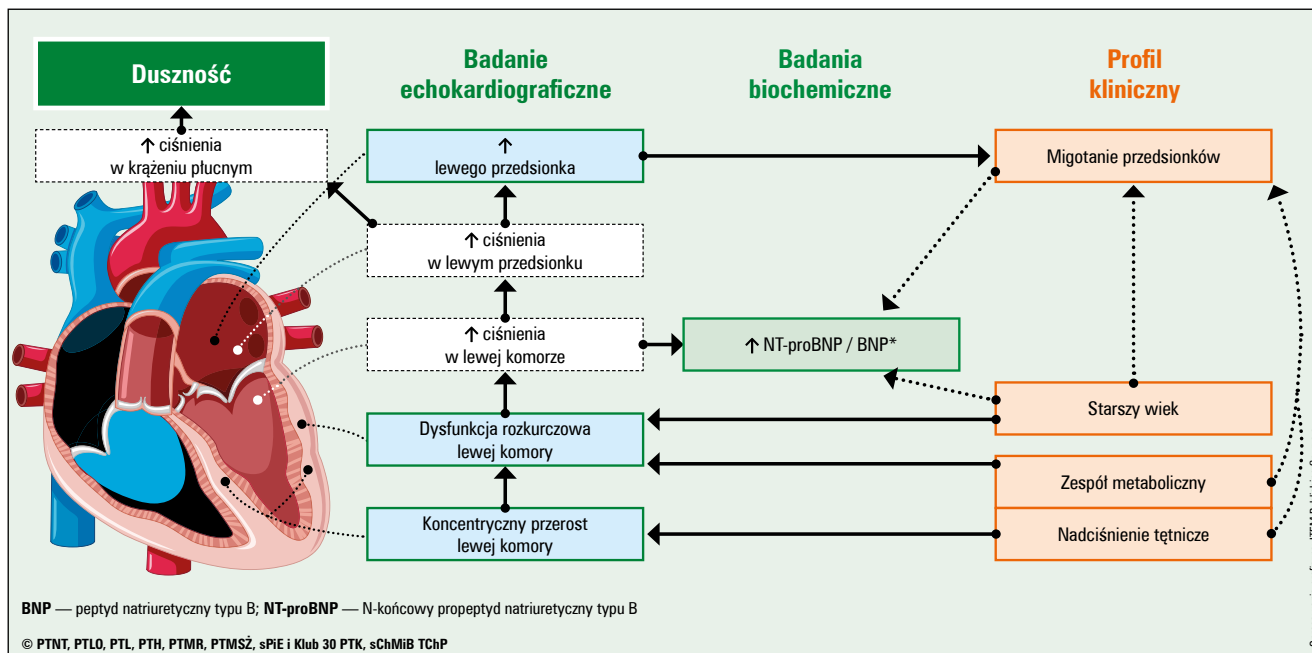 Duszność
Badanie
echokardiograficzne
Badania
biochemiczne
Profil
kliniczny
↑ ciśnienia
w krążeniu płucnym
↑
lewego przedsionka
Migotanie przedsionków
↑ ciśnienia
w lewym przedsionku
↑ ciśnienia
w lewej komorze
↑ NT-proBNP / BNP*
Starszy wiek
Dysfunkcja rozkurczowa
lewej komory
Zespół metaboliczny
Koncentryczny przerost
lewej komory
Nadciśnienie tętnicze
BNP — peptyd natriuretyczny typu B; NT-proBNP — N-końcowy propeptyd natriuretyczny typu B
© PTNT, PTLO, PTL, PTH, PTMR, PTMSŻ, sPiE i Klub 30 PTK, sChMiB TChP